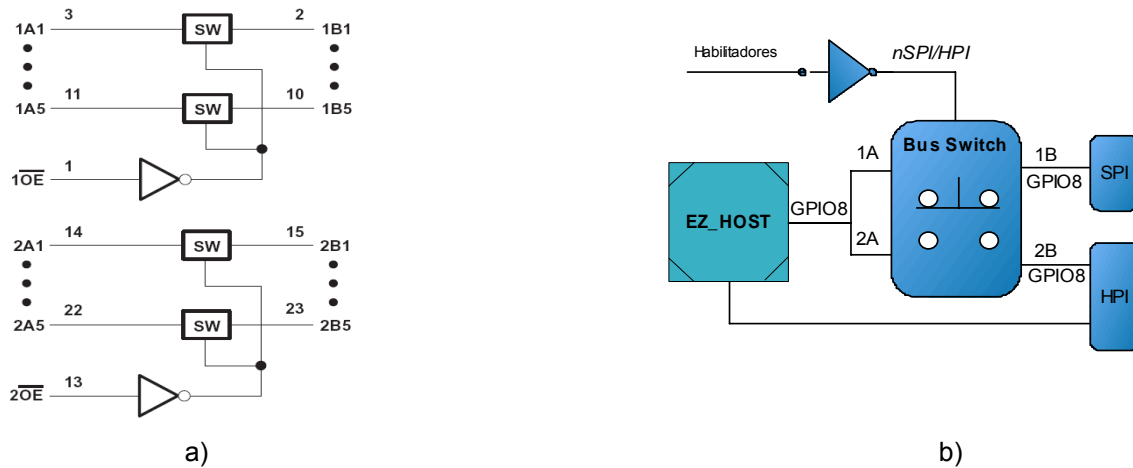 3 SW 2
1A1 1B1
11 SW 10
1A5 1B5
1
1OE
14 SW 15
2A1 2B1
22 SW 23
2A5 2B5
13
2OE
a)
Habilitadores nSPI/HPI
Bus Switch
1A 1B
SPI
GPIO8
EZ_HOST GPIO8
2A 2B
GPIO8
HPI
b)